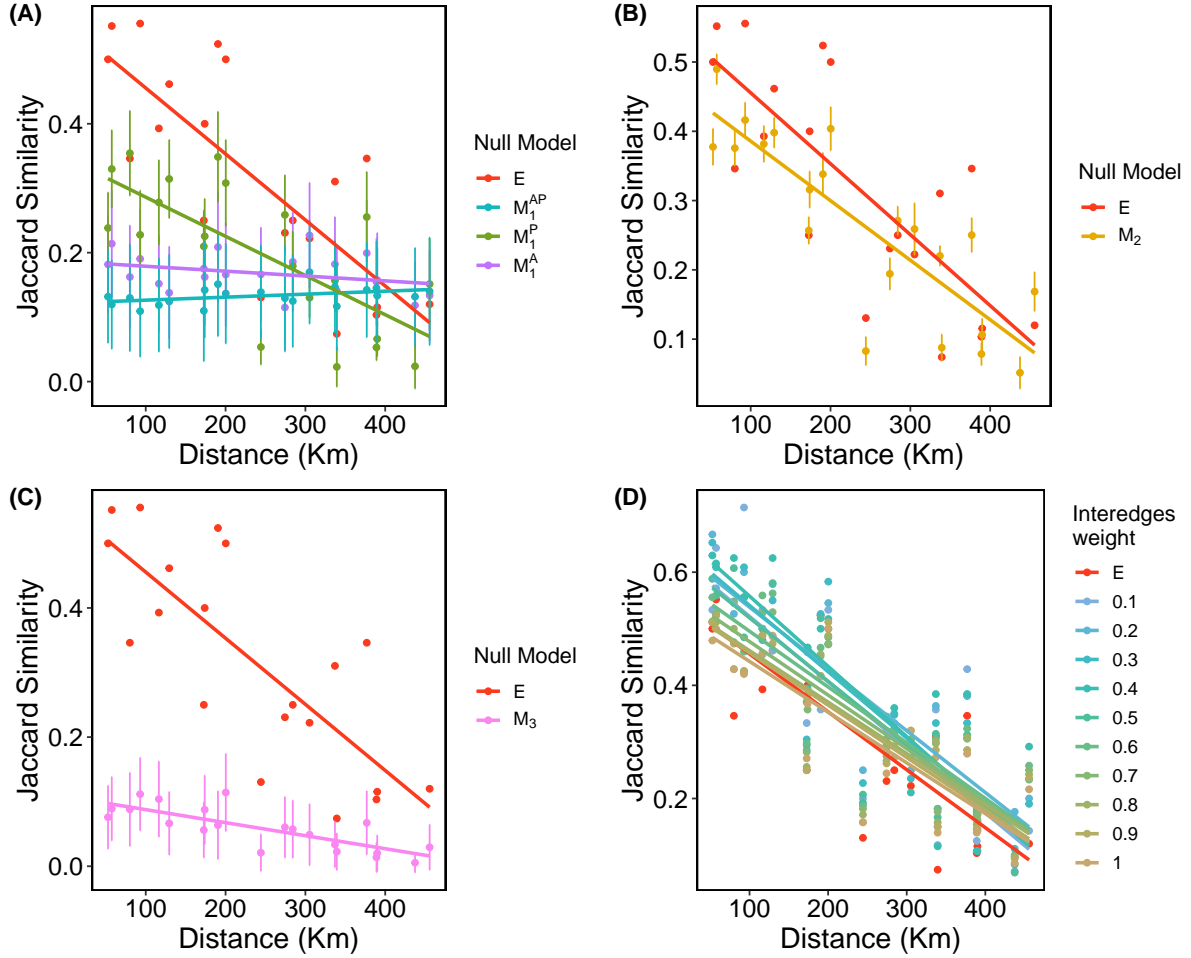 (A)
Jaccard Similarity
0.4
0.2
0.0
100 200 300 400
Distance (Km)
Null Model
E
M₁ᴬᴾ
M₁ᴾ
M₁ᴬ
(B)
Jaccard Similarity
0.5
0.4
0.3
0.2
0.1
100 200 300 400
Distance (Km)
Null Model
E
M₂
(C)
Jaccard Similarity
0.4
0.2
0.0
100 200 300 400
Distance (Km)
Null Model
E
M₃
(D)
Jaccard Similarity
0.6
0.4
0.2
100 200 300 400
Distance (Km)
Interedges
weight
E
0.1
0.2
0.3
0.4
0.5
0.6
0.7
0.8
0.9
1